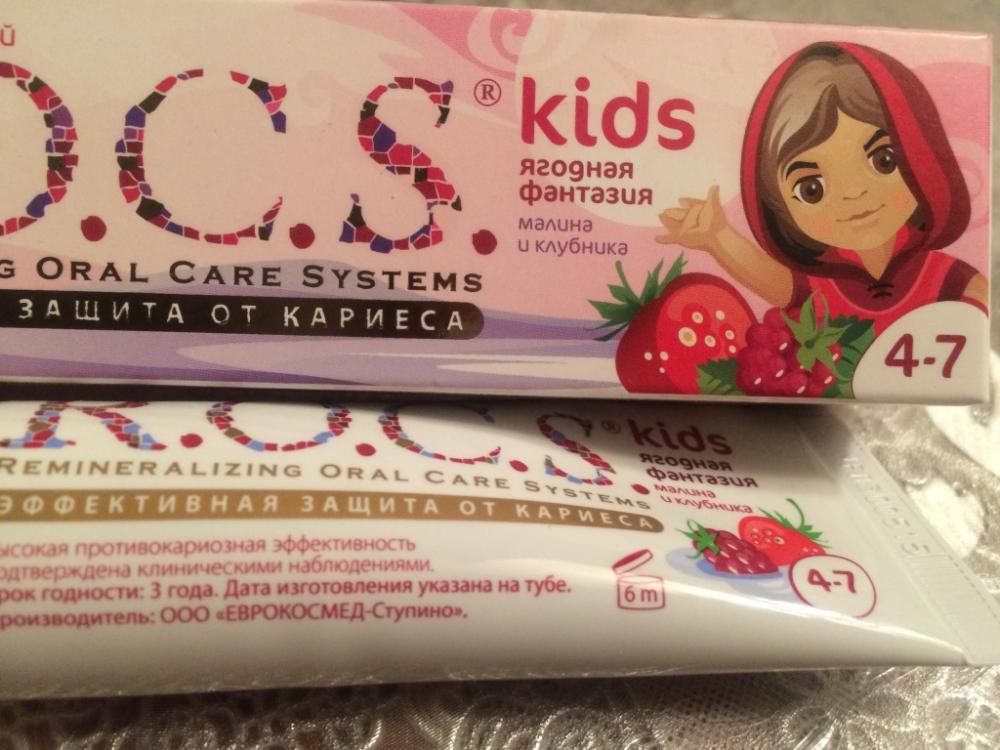 й
O.C.S.® kids
ягодная
фантазия
малина
и клубника
G ORAL CARE SYSTEMS
ЗАЩИТА ОТ КАРИЕСА
4-7
R.O.C.S.® kids
ягодная
фантазия
малина
и клубника
REMINERALIZING ORAL CARE SYSTEMS
ЭФФЕКТИВНАЯ ЗАЩИТА ОТ КАРИЕСА
ысокая противокариозная эффективность
одтверждена клиническими наблюдениями.
рок годности: 3 года. Дата изготовления указана на тубе.
роизводитель: ООО «ЕВРОКОСМЕД-Ступино».
6 m
4-7